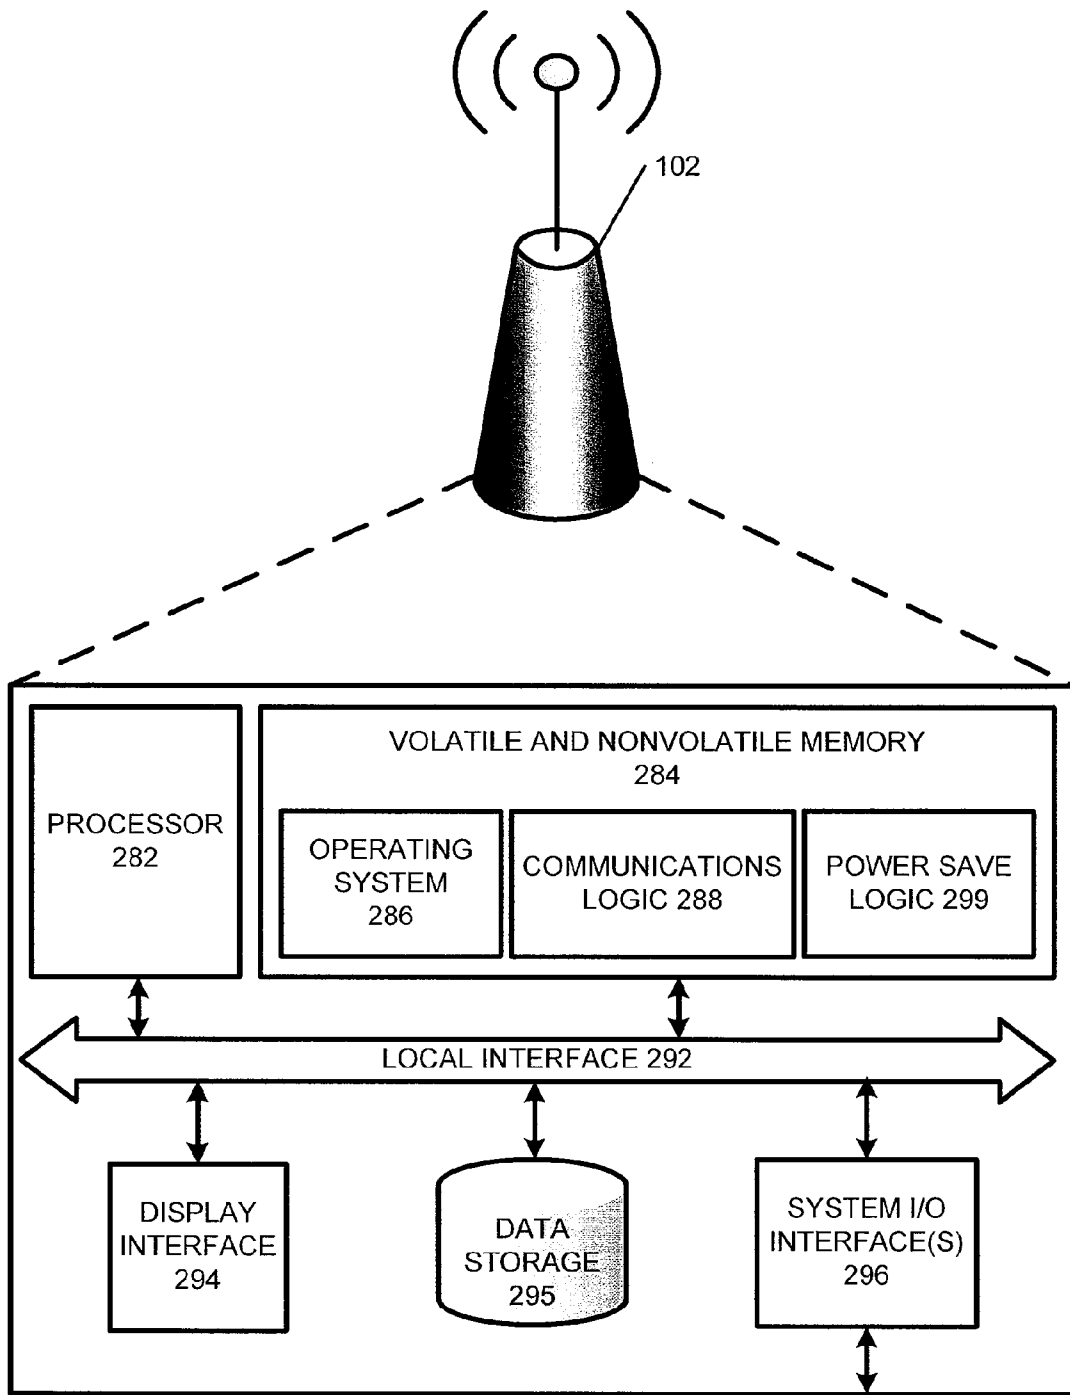 102
VOLATILE AND NONVOLATILE MEMORY
284
PROCESSOR
282
OPERATING
SYSTEM
286
COMMUNICATIONS
LOGIC 288
POWER SAVE
LOGIC 299
LOCAL INTERFACE 292
DISPLAY
INTERFACE
294
DATA
STORAGE
295
SYSTEM I/O
INTERFACE(S)
296